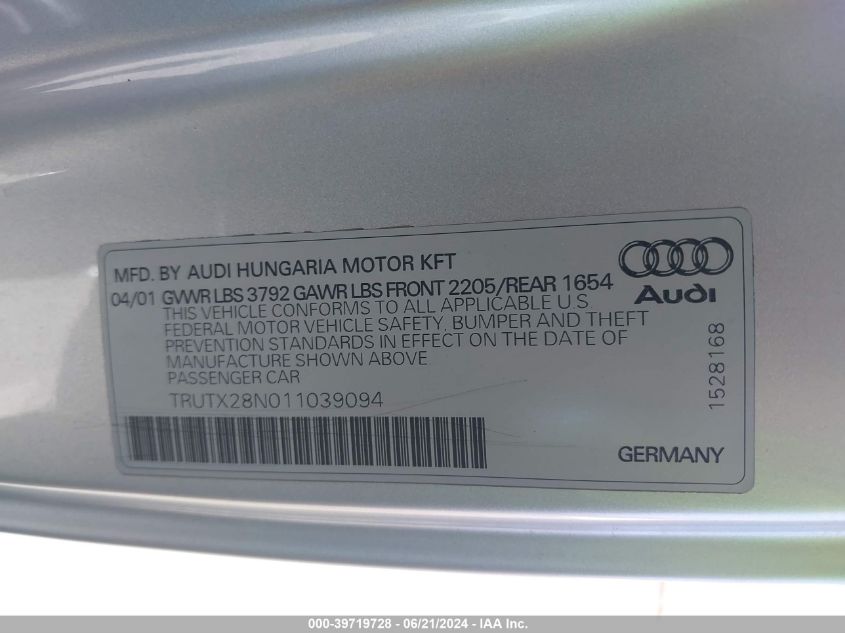 MFD. BY AUDI HUNGARIA MOTOR KFT
04/01 GVWR LBS 3792 GAWR LBS FRONT 2205/REAR 1654
THIS VEHICLE CONFORMS TO ALL APPLICABLE U.S.
FEDERAL MOTOR VEHICLE SAFETY, BUMPER AND THEFT
PREVENTION STANDARDS IN EFFECT ON THE DATE OF
MANUFACTURE SHOWN ABOVE
PASSENGER CAR
TRUTX28N011039094
Audi
1528168
GERMANY
000-39719728 - 06/21/2024 - IAA Inc.